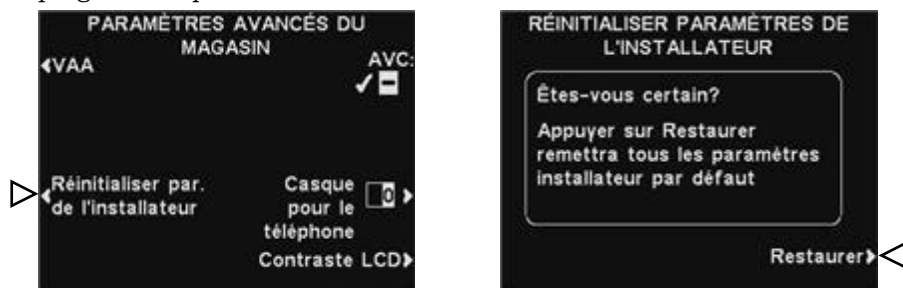 PARAMÈTRES AVANCÉS DU
MAGASIN
VAA
AVC:
Réinitialiser par.
de l'installateur
Casque
pour le
téléphone
0
Contraste LCD
RÉINITIALISER PARAMÈTRES DE
L'INSTALLATEUR
Êtes-vous certain?
Appuyer sur Restaurer
remettra tous les paramètres
installateur par défaut
Restaurer